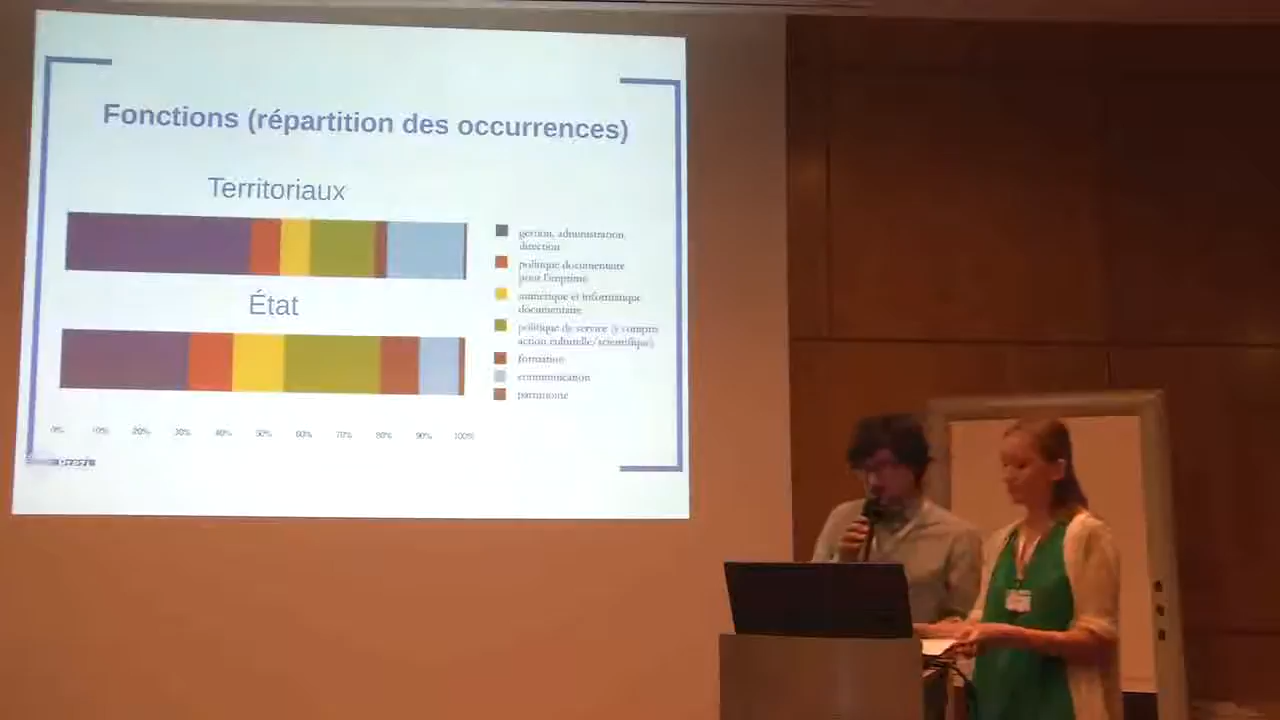 Fonctions (répartition des occurrences)
Territoriaux
gestion, administration,
direction
politique documentaire
pour l'imprimé
État
numérique et informatique
documentaire
politique de service (y compris
action culturelle/scientifique)
formation
communication
patrimoine
0% 10% 20% 30% 40% 50% 60% 70% 80% 90% 100%
Prezi